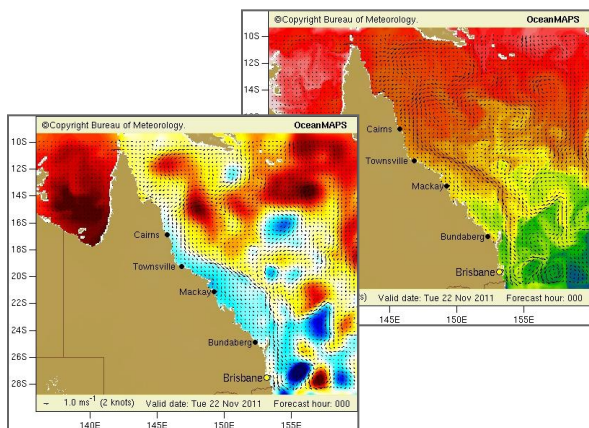 ©Copyright Bureau of Meteorology. OceanMAPS
10S
12S
14S
Cairns
Townsville
Mackay
Bundaberg
Brisbane
Valid date: Tue 22 Nov 2011 Forecast hour: 000
145E 150E 155E
©Copyright Bureau of Meteorology. OceanMAPS
10S
12S
14S
16S
18S
20S
22S
24S
26S
28S
Cairns
Townsville
Mackay
Bundaberg
Brisbane
1.0 ms⁻¹ (2 knots) Valid date: Tue 22 Nov 2011 Forecast hour: 000
140E 145E 150E 155E